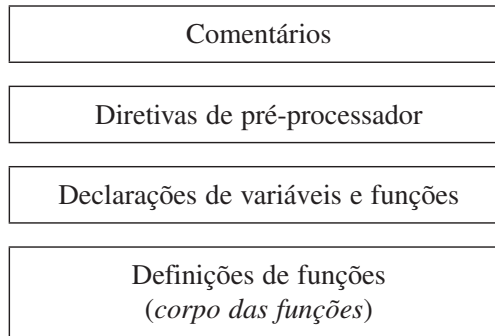 Comentários
Diretivas de pré-processador
Declarações de variáveis e funções
Definições de funções
(corpo das funções)